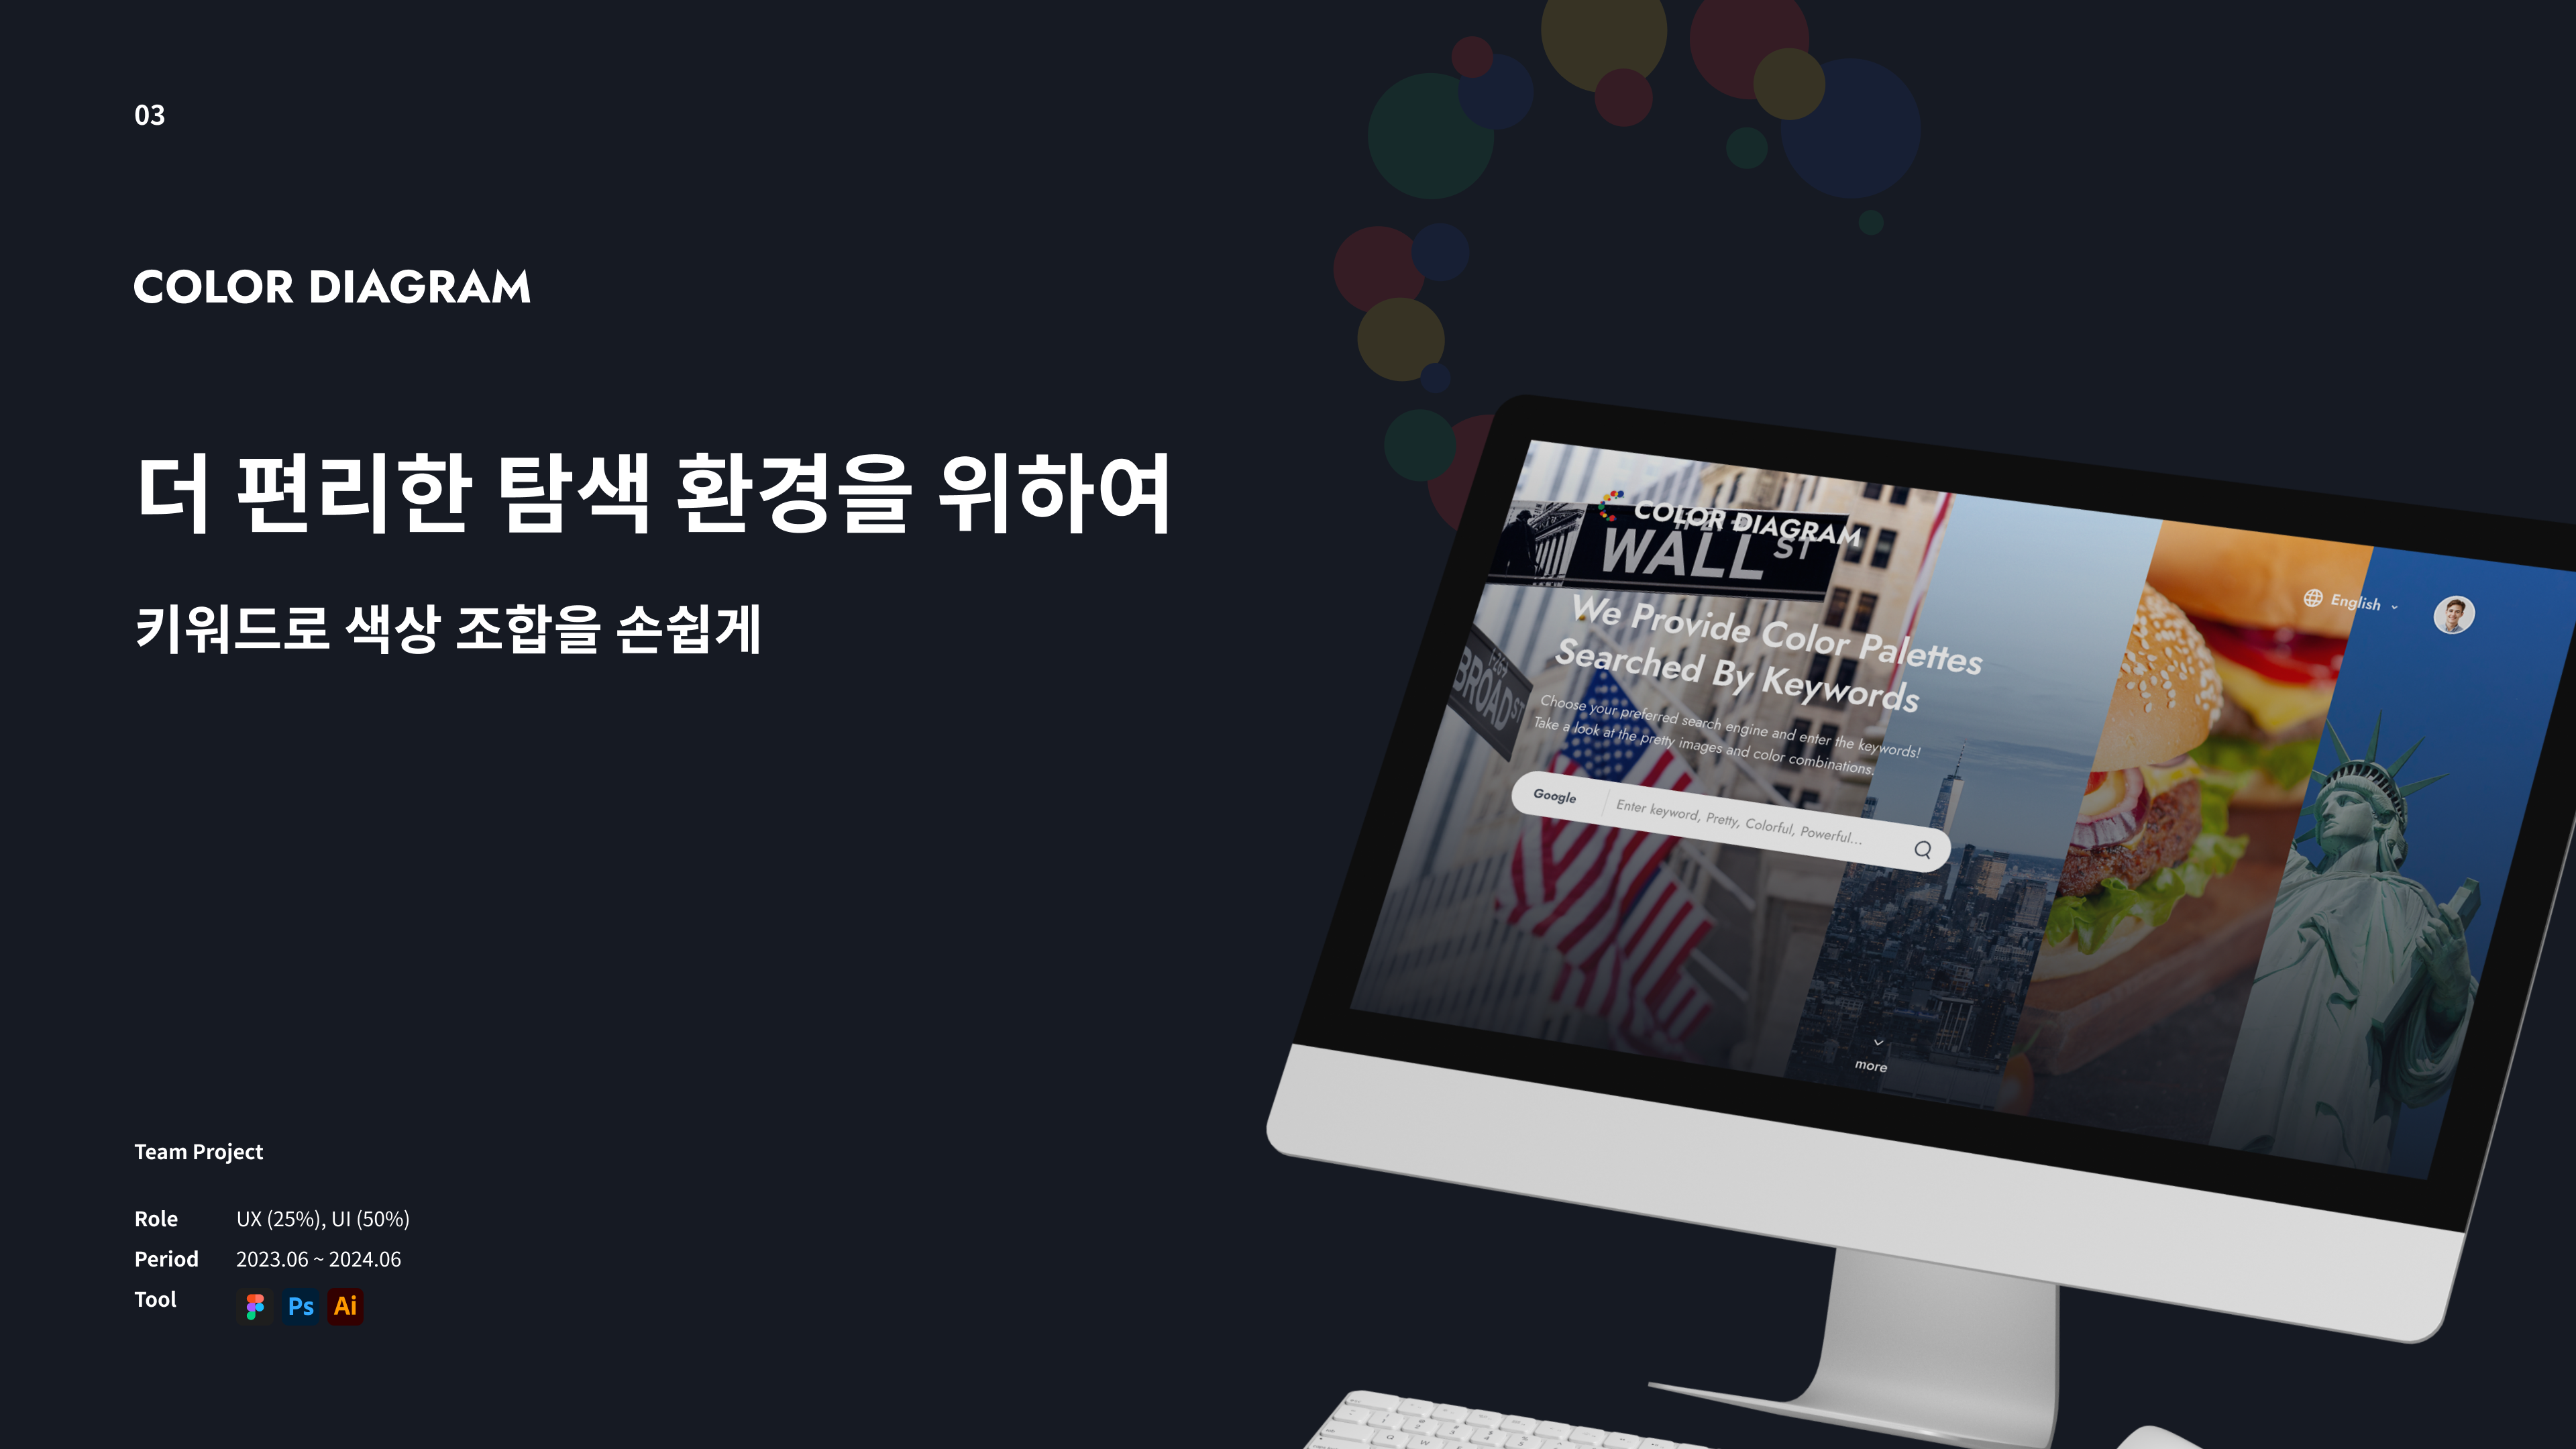 03
COLOR DIAGRAM
더 편리한 탐색 환경을 위하여
키워드로 색상 조합을 손쉽게
Team Project
Role UX (25%), UI (50%)
Period 2023.06 ~ 2024.06
Tool Ps Ai
COLOR DIAGRAM
WALL ST
BROAD ST
English
We Provide Color Palettes
Searched By Keywords
Choose your preferred search engine and enter the keywords!
Take a look at the pretty images and color combinations.
Google Enter keyword, Pretty, Colorful, Powerful...
more